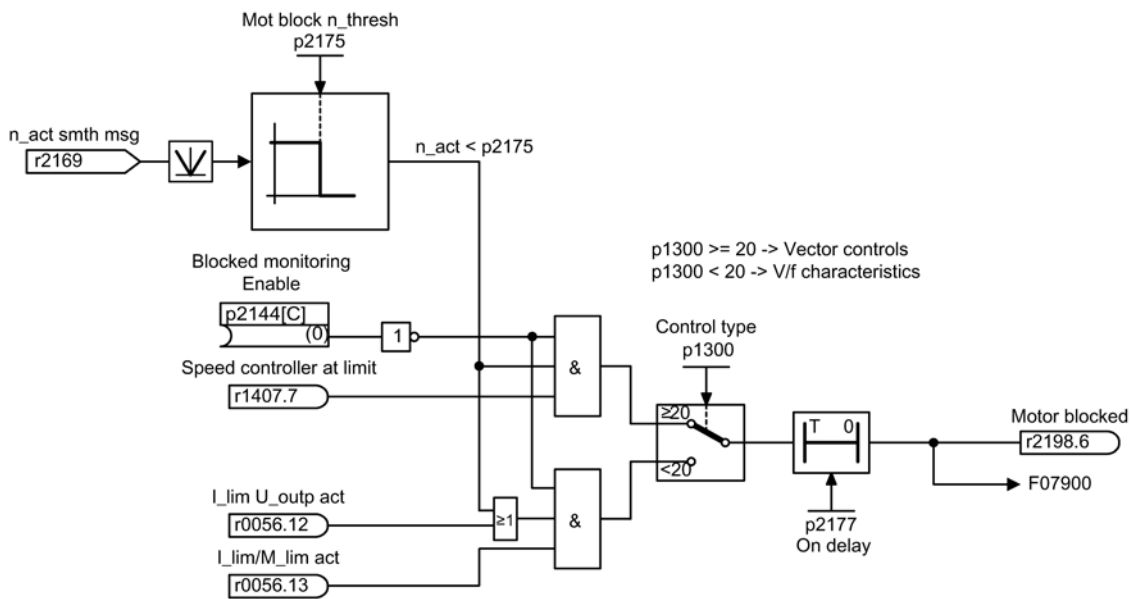 Mot block n_thresh
p2175
n_act smth msg
r2169
n_act < p2175
Blocked monitoring
Enable
p2144[C]
(0)
1
p1300 >= 20 -> Vector controls
p1300 < 20 -> V/f characteristics
Speed controller at limit
r1407.7
&
Control type
p1300
≥20
<20
T 0
Motor blocked
r2198.6
F07900
p2177
On delay
I_lim U_outp act
r0056.12
≥1
&
I_lim/M_lim act
r0056.13